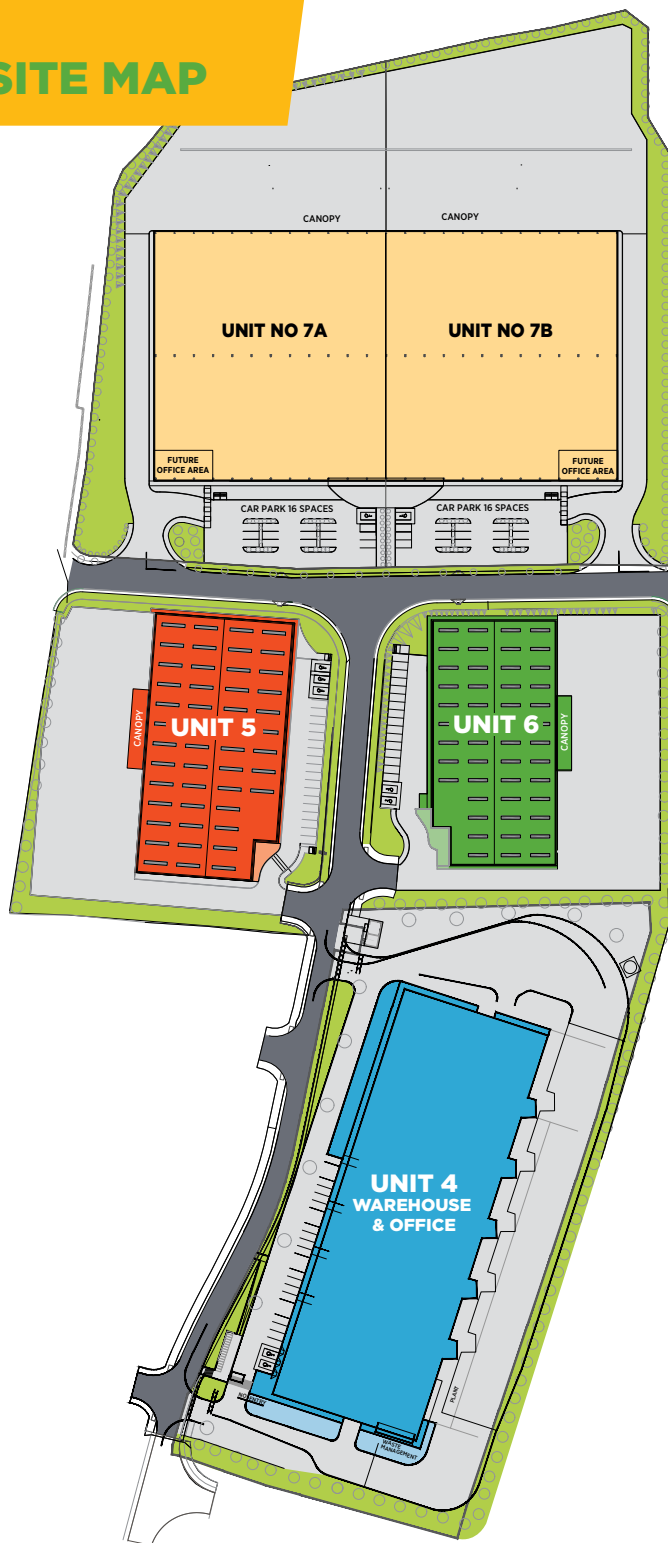 SITE MAP
CANOPY
CANOPY
UNIT NO 7A
UNIT NO 7B
FUTURE
OFFICE AREA
FUTURE
OFFICE AREA
CAR PARK 16 SPACES
CAR PARK 16 SPACES
CANOPY
UNIT 5
UNIT 6
CANOPY
UNIT 4
WAREHOUSE
& OFFICE
PLANT
WASTE
MANAGEMENT